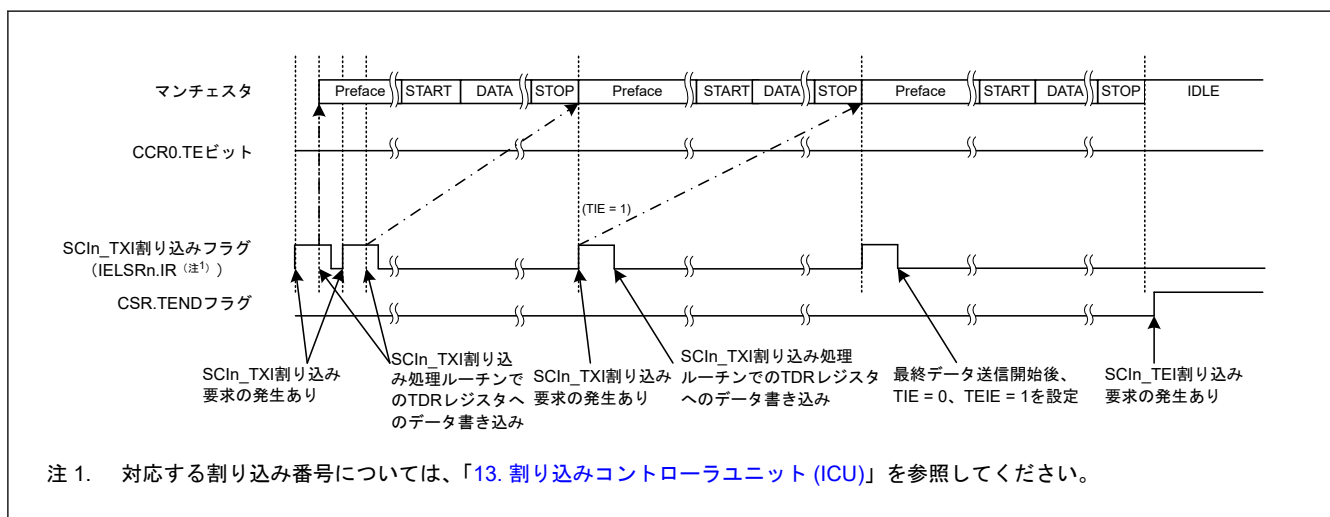 マンチェスタ
Preface START DATA STOP Preface START DATA STOP Preface START DATA STOP IDLE
CCR0.TEビット
(TIE = 1)
SCIn_TXI割り込みフラグ
（IELSRn.IR（注1））
CSR.TENDフラグ
SCIn_TXI割り込み
要求の発生あり
SCIn_TXI割り込
み処理ルーチンで
のTDRレジスタへ
のデータ書き込み
SCIn_TXI割り込み
要求の発生あり
SCIn_TXI割り込み処理
ルーチンでのTDRレジスタ
へのデータ書き込み
最終データ送信開始後、
TIE = 0、TEIE = 1を設定
SCIn_TEI割り込み
要求の発生あり
注 1. 対応する割り込み番号については、「13. 割り込みコントローラユニット (ICU)」を参照してください。